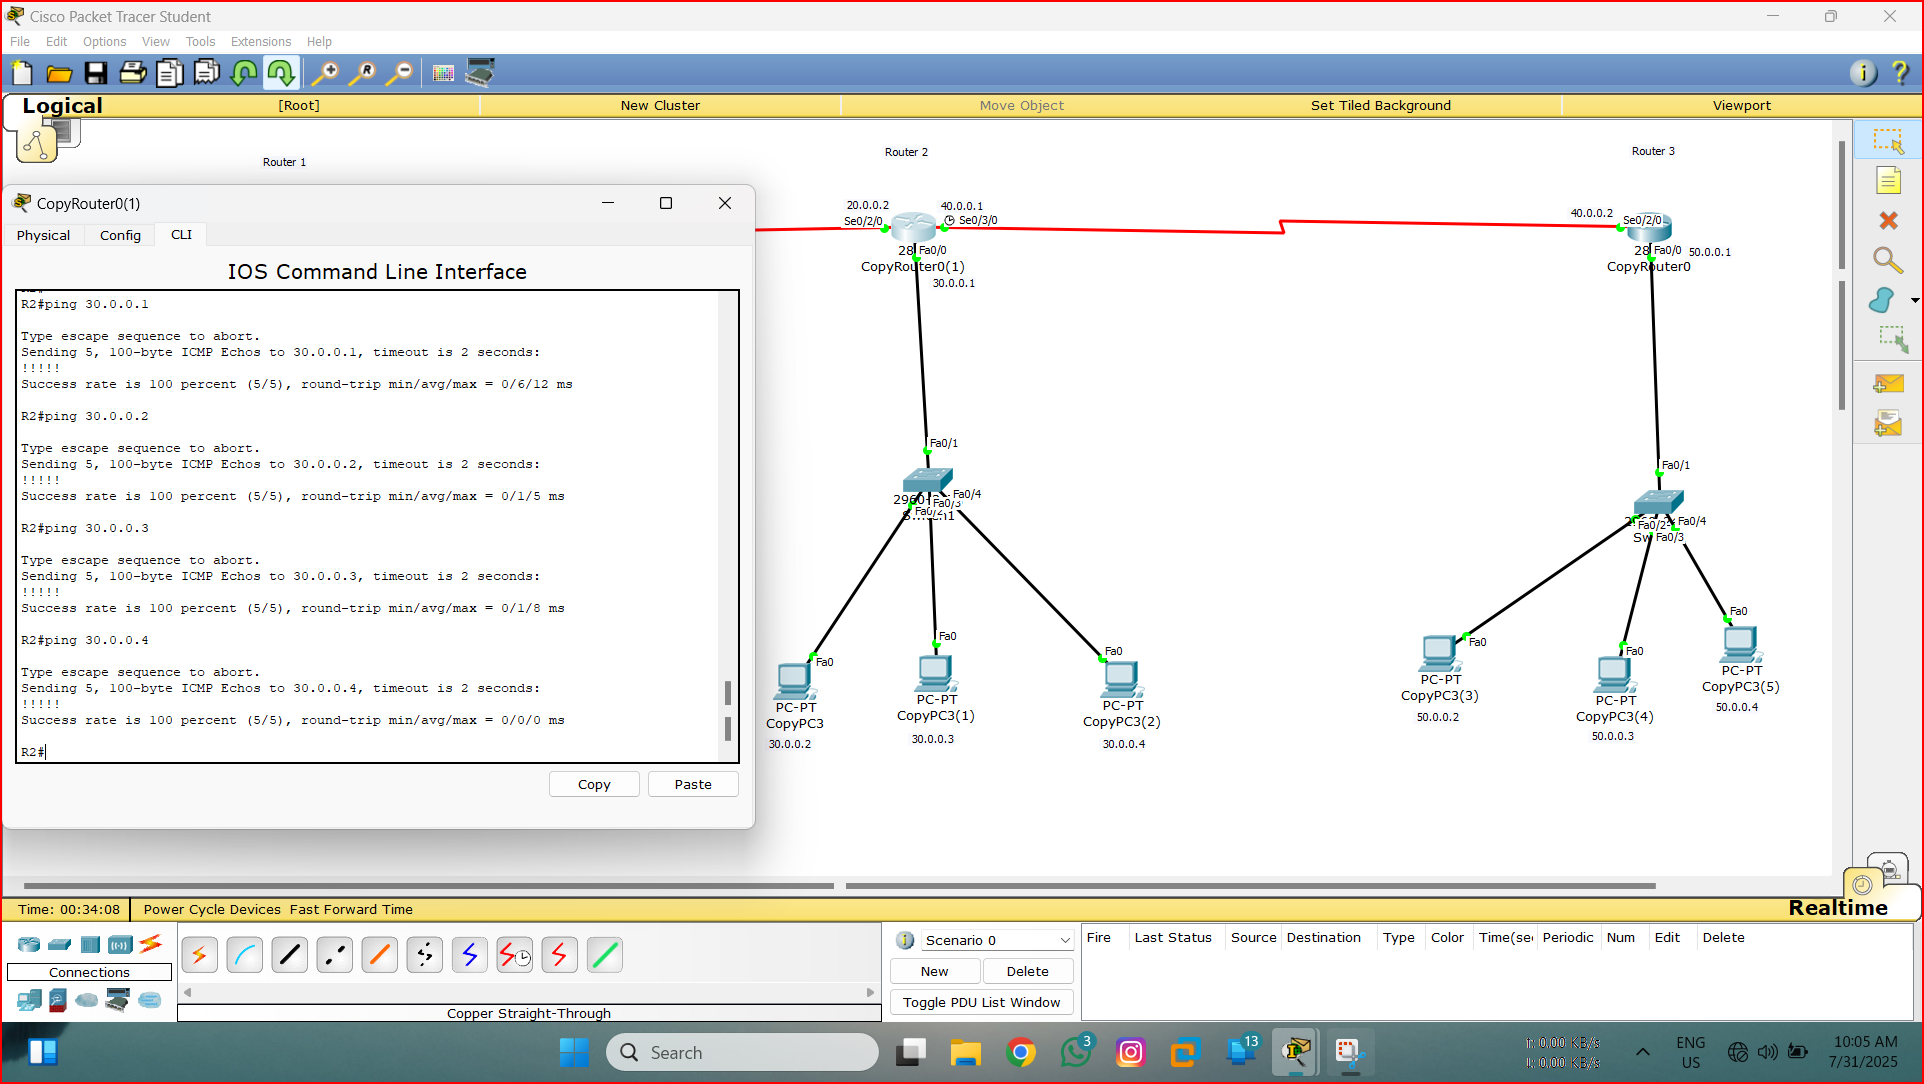 Cisco Packet Tracer Student
File Edit Options View Tools Extensions Help
Logical
[Root]
New Cluster
Move Object
Set Tiled Background
Viewport
Router 1
Router 2
Router 3
CopyRouter0(1)
Physical Config CLI
IOS Command Line Interface
R2#ping 30.0.0.1
Type escape sequence to abort.
Sending 5, 100-byte ICMP Echos to 30.0.0.1, timeout is 2 seconds:
!!!!!
Success rate is 100 percent (5/5), round-trip min/avg/max = 0/6/12 ms
R2#ping 30.0.0.2
Type escape sequence to abort.
Sending 5, 100-byte ICMP Echos to 30.0.0.2, timeout is 2 seconds:
!!!!!
Success rate is 100 percent (5/5), round-trip min/avg/max = 0/1/5 ms
R2#ping 30.0.0.3
Type escape sequence to abort.
Sending 5, 100-byte ICMP Echos to 30.0.0.3, timeout is 2 seconds:
!!!!!
Success rate is 100 percent (5/5), round-trip min/avg/max = 0/1/8 ms
R2#ping 30.0.0.4
Type escape sequence to abort.
Sending 5, 100-byte ICMP Echos to 30.0.0.4, timeout is 2 seconds:
!!!!!
Success rate is 100 percent (5/5), round-trip min/avg/max = 0/0/0 ms
R2#
Copy Paste
20.0.0.2
40.0.0.1
Se0/2/0
Se0/3/0
28 Fa0/0
CopyRouter0(1)
30.0.0.1
Fa0/1
Fa0/4
Fa0/3
Fa0/2
Fa0
PC-PT
CopyPC3
30.0.0.2
Fa0
PC-PT
CopyPC3(1)
30.0.0.3
Fa0
PC-PT
CopyPC3(2)
30.0.0.4
40.0.0.2
Se0/2/0
28 Fa0/0
50.0.0.1
CopyRouter0
Fa0/1
Fa0/2
Fa0/4
Fa0/3
Sw
Fa0
PC-PT
CopyPC3(3)
50.0.0.2
Fa0
PC-PT
CopyPC3(4)
50.0.0.3
Fa0
PC-PT
CopyPC3(5)
50.0.0.4
Time: 00:34:08
Power Cycle Devices Fast Forward Time
Realtime
Connections
Copper Straight-Through
Scenario 0
New
Delete
Toggle PDU List Window
Fire Last Status Source Destination Type Color Time(sec Periodic Num Edit Delete
Search
3
13
ENG
US
10:05 AM
7/31/2025